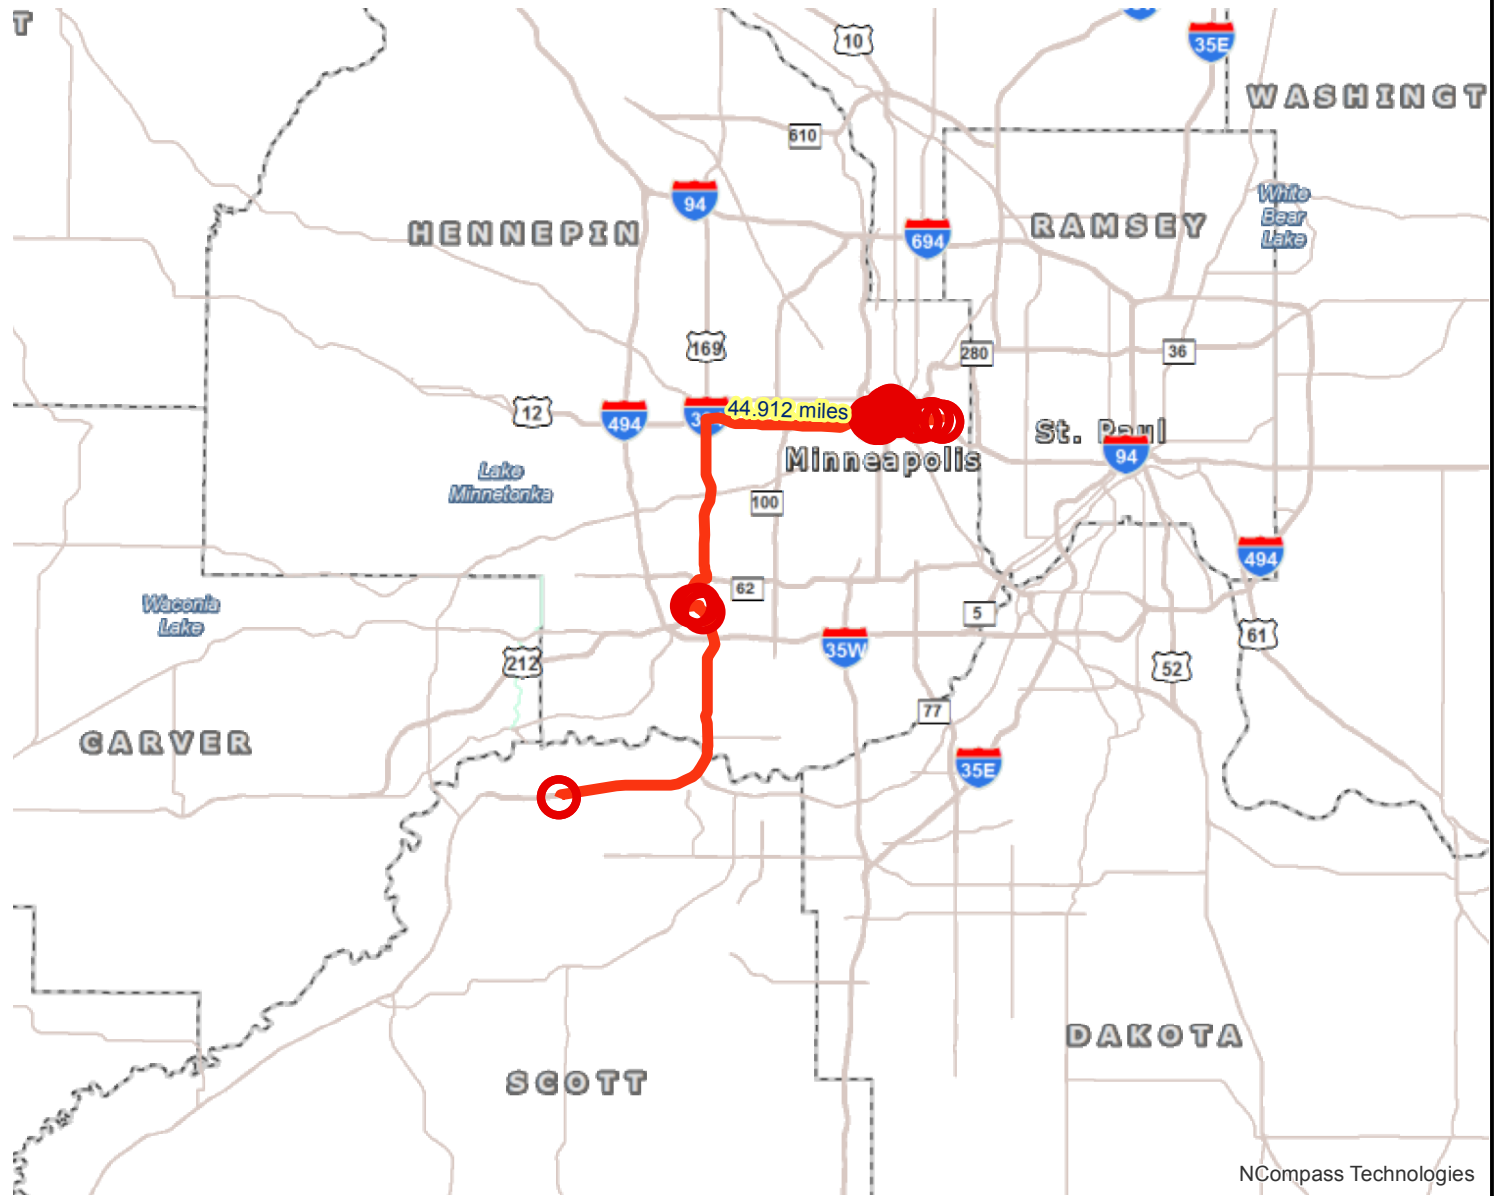 T
10
35E
WASHINGT
610
94
HENNEPIN
694
RAMSEY
White
Bear
Lake
169
280
36
12
494
44.912 miles
St. Paul
94
Minneapolis
Lake
Minnetonka
100
494
62
Waconia
Lake
5
61
35W
212
52
77
CARVER
35E
DAKOTA
SCOTT
NCompass Technologies